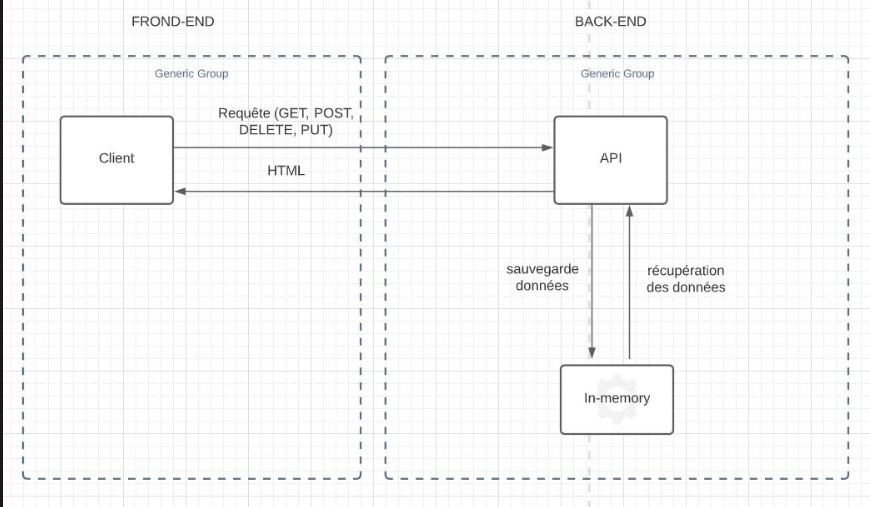 FROND-END
BACK-END
Generic Group
Generic Group
Requête (GET, POST,
DELETE, PUT)
Client
API
HTML
sauvegarde
données
récupération
des données
In-memory